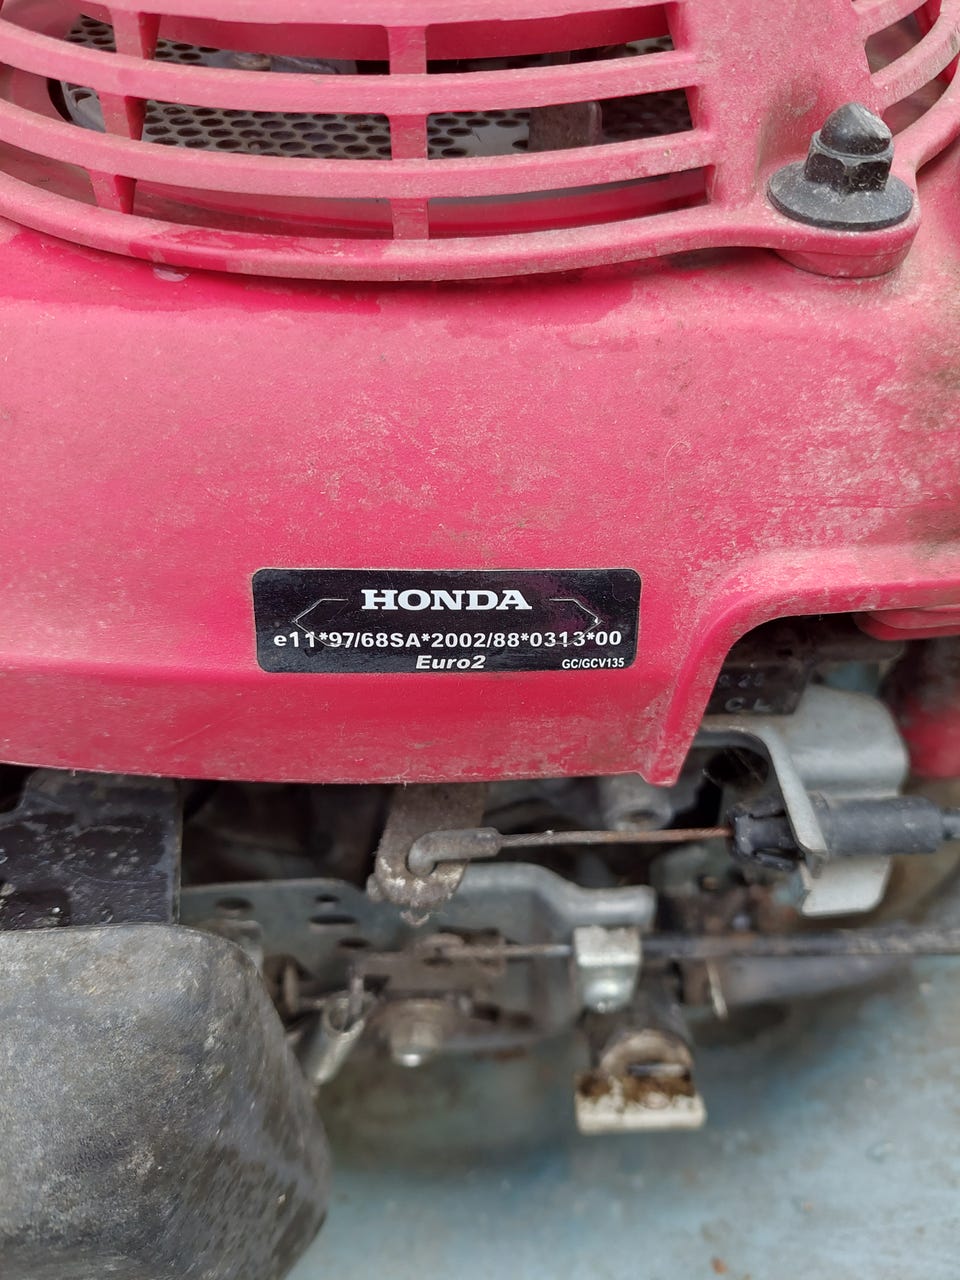 HONDA
e11*97/68SA*2002/88*0313*00
Euro2
GC/GCV135